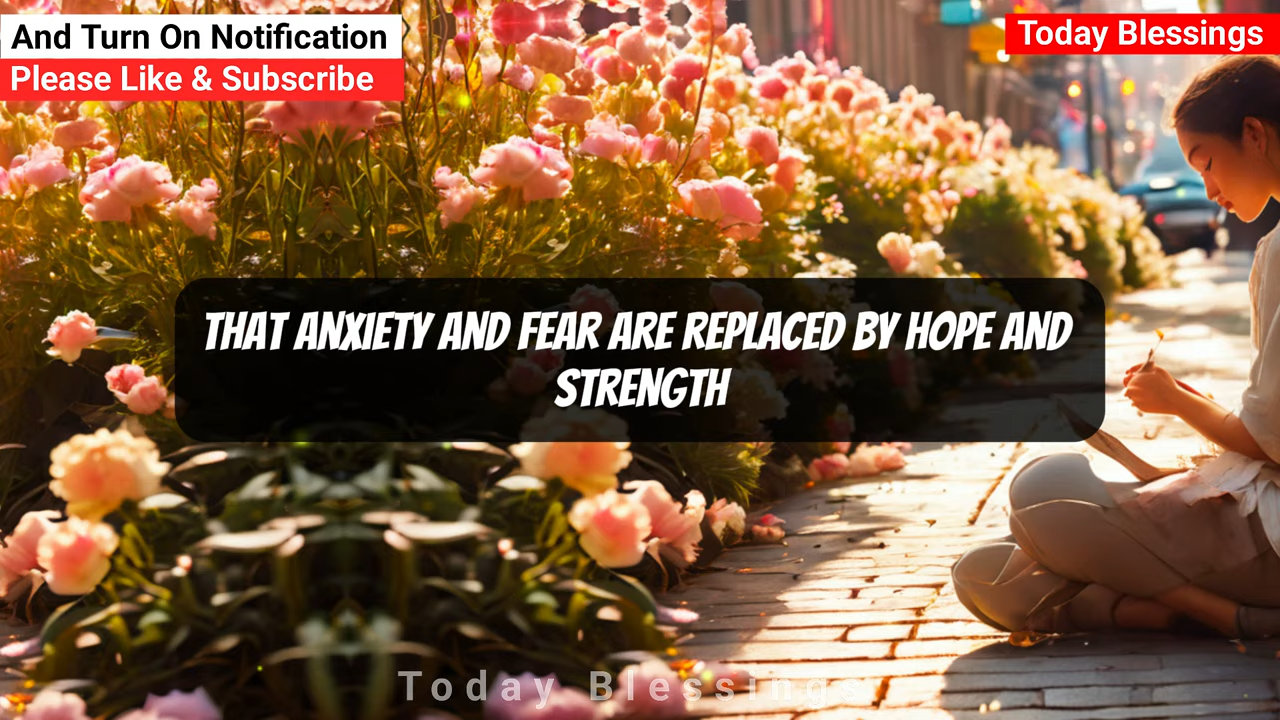 And Turn On Notification
Please Like & Subscribe
Today Blessings
THAT ANXIETY AND FEAR ARE REPLACED BY HOPE AND
STRENGTH
Today Blessings